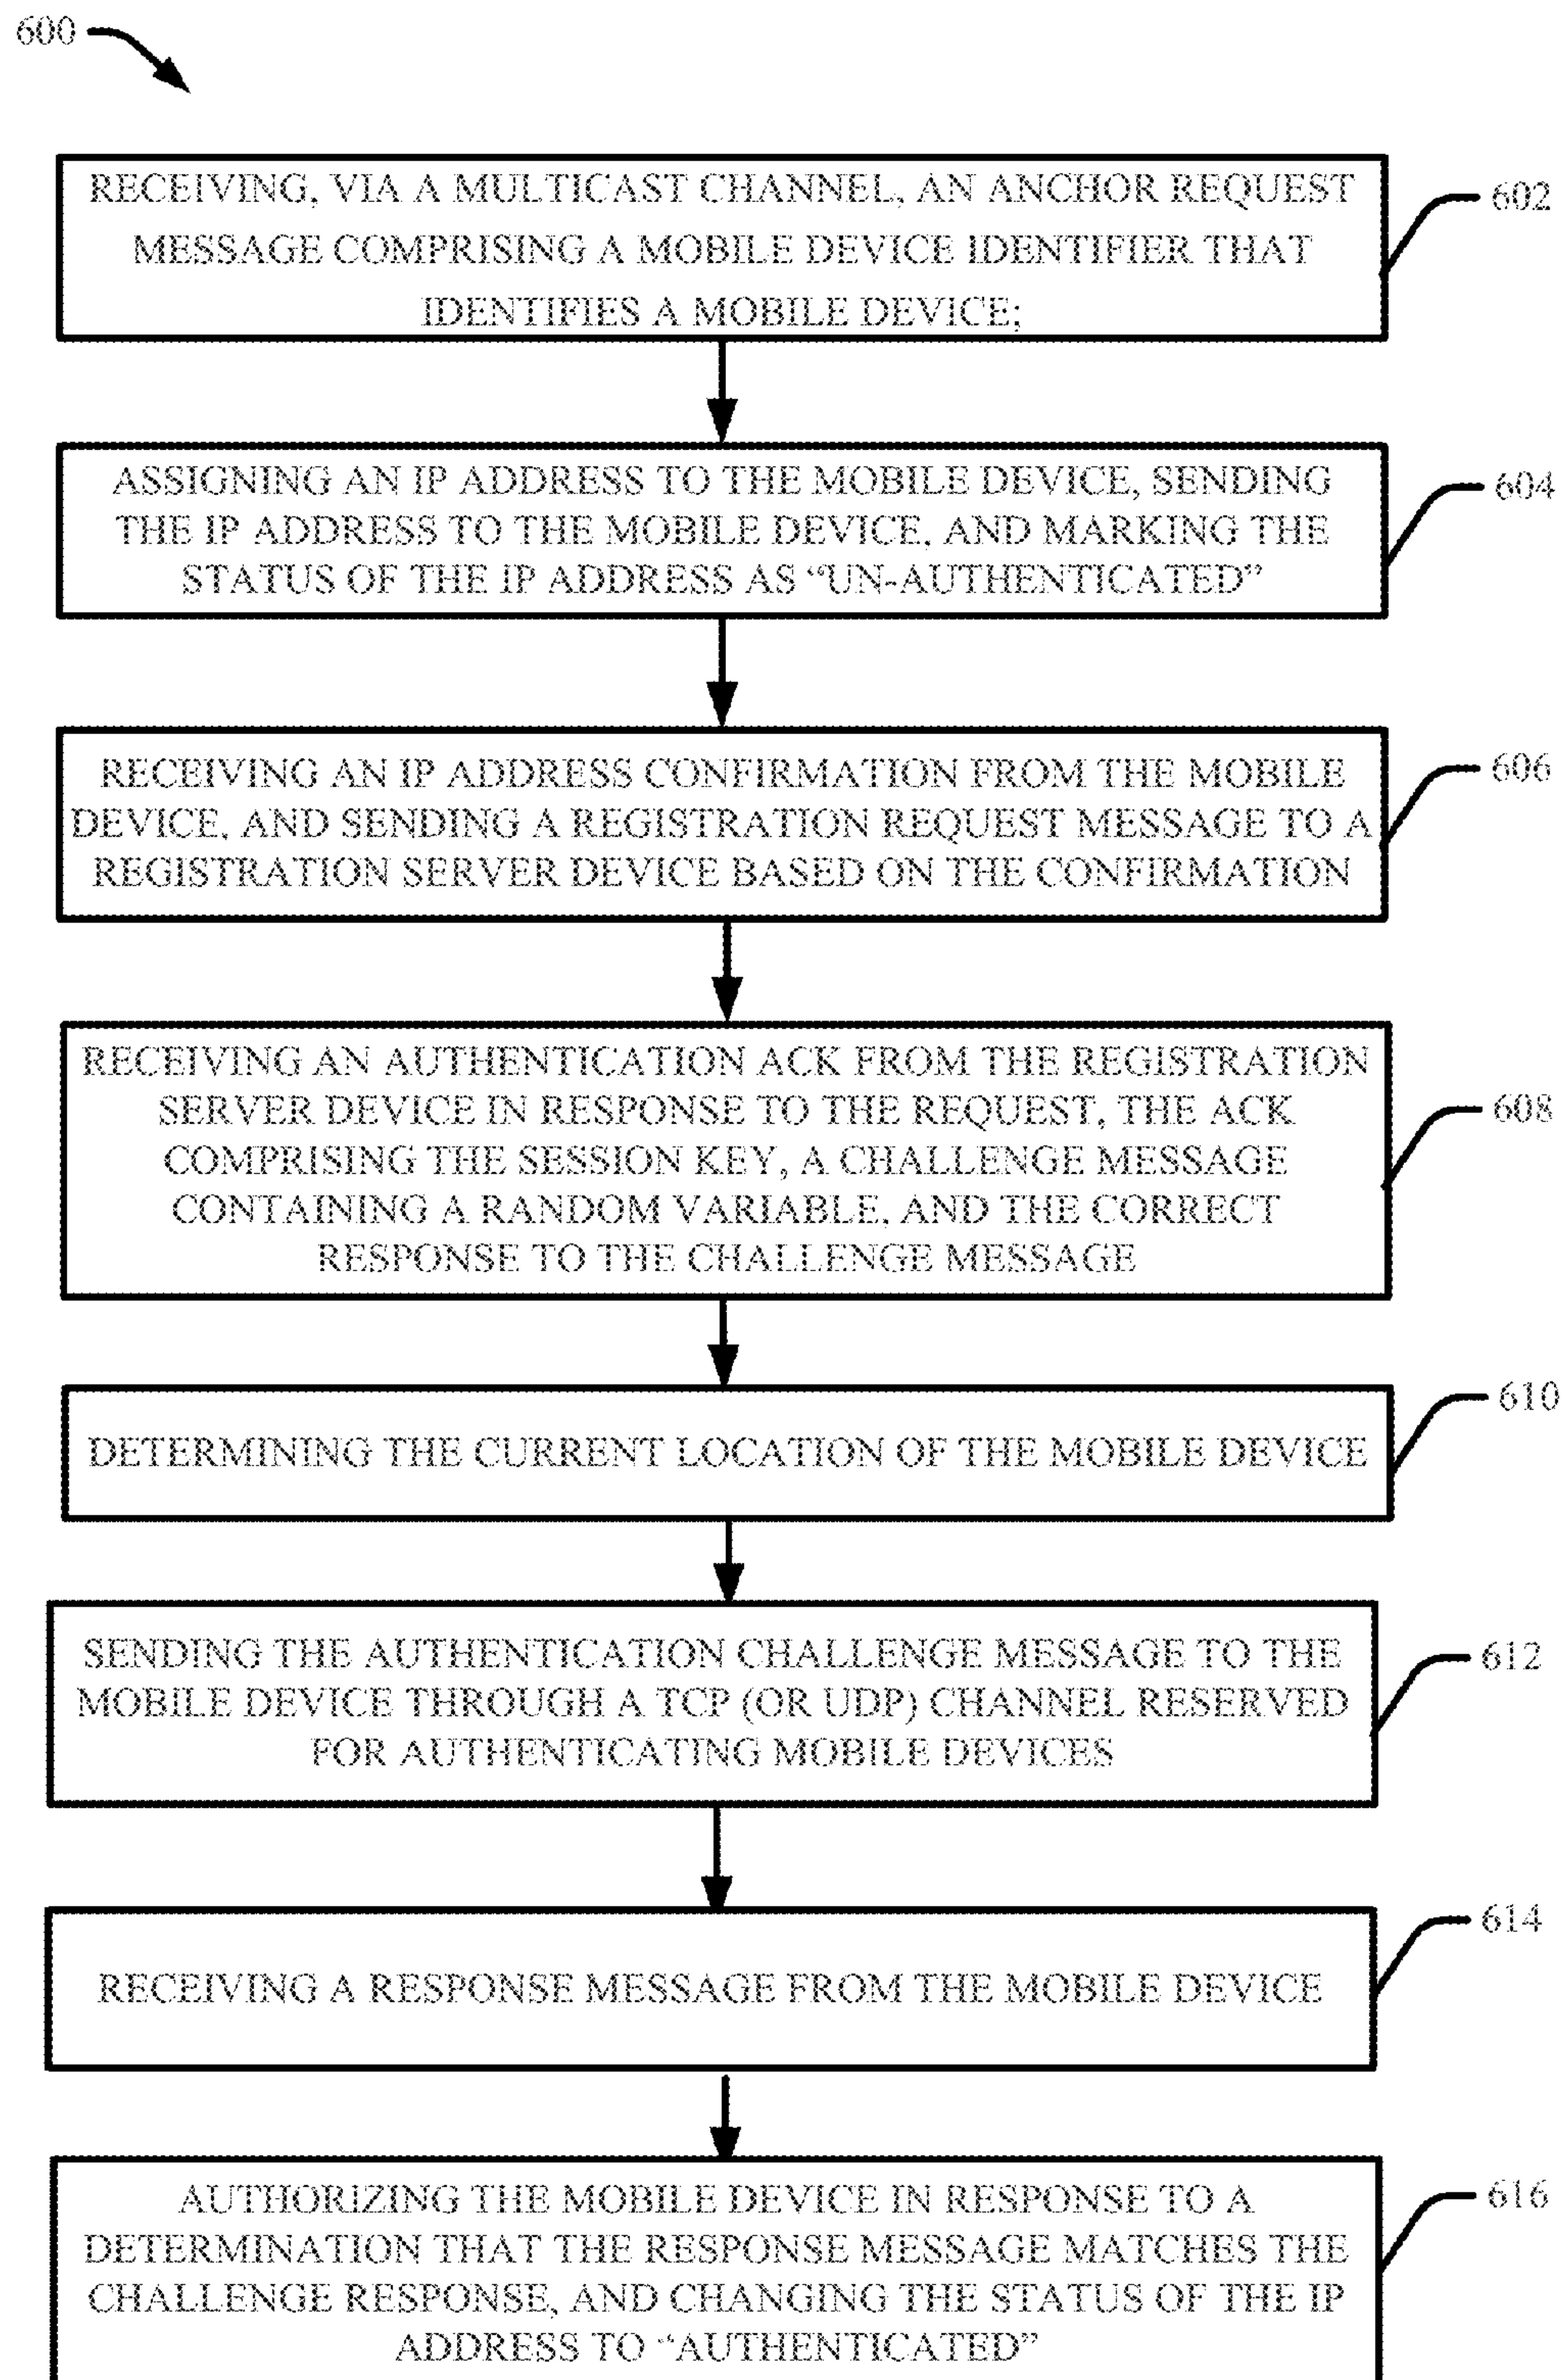 600
RECEIVING, VIA A MULTICAST CHANNEL, AN ANCHOR REQUEST
MESSAGE COMPRISING A MOBILE DEVICE IDENTIFIER THAT
IDENTIFIES A MOBILE DEVICE;
602
ASSIGNING AN IP ADDRESS TO THE MOBILE DEVICE, SENDING
THE IP ADDRESS TO THE MOBILE DEVICE, AND MARKING THE
STATUS OF THE IP ADDRESS AS “UN-AUTHENTICATED”
604
RECEIVING AN IP ADDRESS CONFIRMATION FROM THE MOBILE
DEVICE, AND SENDING A REGISTRATION REQUEST MESSAGE TO A
REGISTRATION SERVER DEVICE BASED ON THE CONFIRMATION
606
RECEIVING AN AUTHENTICATION ACK FROM THE REGISTRATION
SERVER DEVICE IN RESPONSE TO THE REQUEST, THE ACK
COMPRISING THE SESSION KEY, A CHALLENGE MESSAGE
CONTAINING A RANDOM VARIABLE, AND THE CORRECT
RESPONSE TO THE CHALLENGE MESSAGE
608
DETERMINING THE CURRENT LOCATION OF THE MOBILE DEVICE
610
SENDING THE AUTHENTICATION CHALLENGE MESSAGE TO THE
MOBILE DEVICE THROUGH A TCP (OR UDP) CHANNEL RESERVED
FOR AUTHENTICATING MOBILE DEVICES
612
RECEIVING A RESPONSE MESSAGE FROM THE MOBILE DEVICE
614
AUTHORIZING THE MOBILE DEVICE IN RESPONSE TO A
DETERMINATION THAT THE RESPONSE MESSAGE MATCHES THE
CHALLENGE RESPONSE, AND CHANGING THE STATUS OF THE IP
ADDRESS TO “AUTHENTICATED”
616